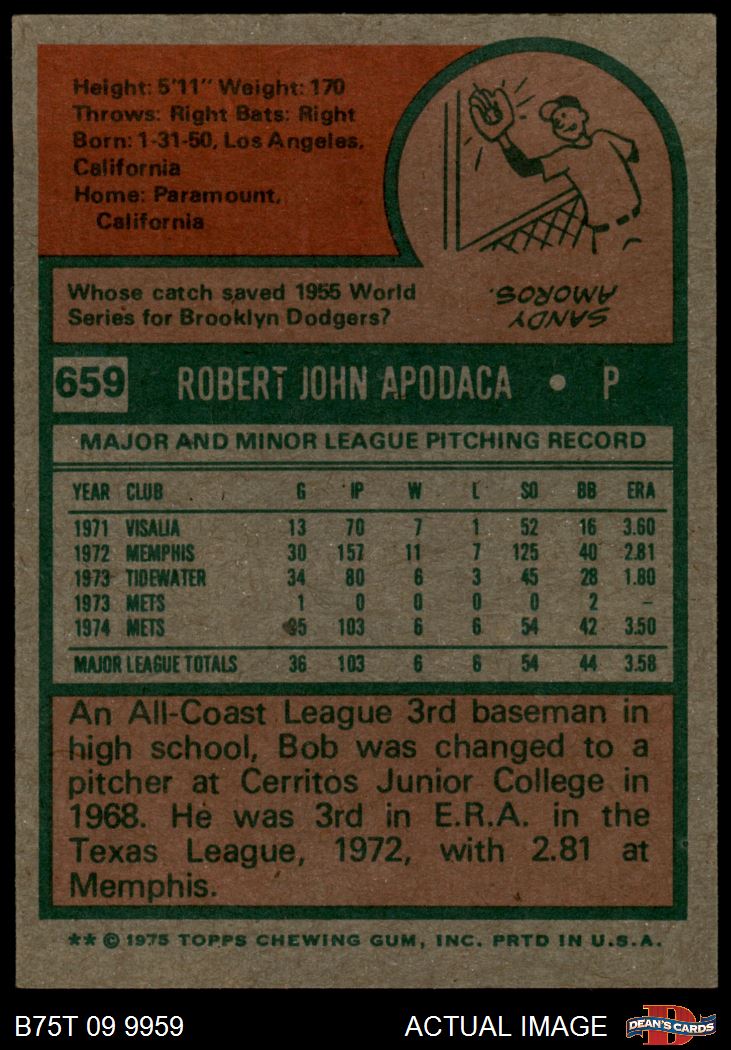 Height: 5'11" Weight: 170
Throws: Right Bats: Right
Born: 1-31-50, Los Angeles,
California
Home: Paramount,
California
Whose catch saved 1955 World
Series for Brooklyn Dodgers?
SANDY
AMOROS.
659 ROBERT JOHN APODACA • P
MAJOR AND MINOR LEAGUE PITCHING RECORD
YEAR CLUB G IP W L SO BB ERA
1971 VISALIA 13 70 7 1 52 16 3.60
1972 MEMPHIS 30 157 11 7 125 40 2.81
1973 TIDEWATER 34 80 6 3 45 28 1.80
1973 METS 1 0 0 0 0 2 –
1974 METS 35 103 6 6 54 42 3.50
MAJOR LEAGUE TOTALS 36 103 6 6 54 44 3.58
An All-Coast League 3rd baseman in
high school, Bob was changed to a
pitcher at Cerritos Junior College in
1968. He was 3rd in E.R.A. in the
Texas League, 1972, with 2.81 at
Memphis.
** © 1975 TOPPS CHEWING GUM, INC. PRTD IN U.S.A.
B75T 09 9959 ACTUAL IMAGE DEAN'S CARDS